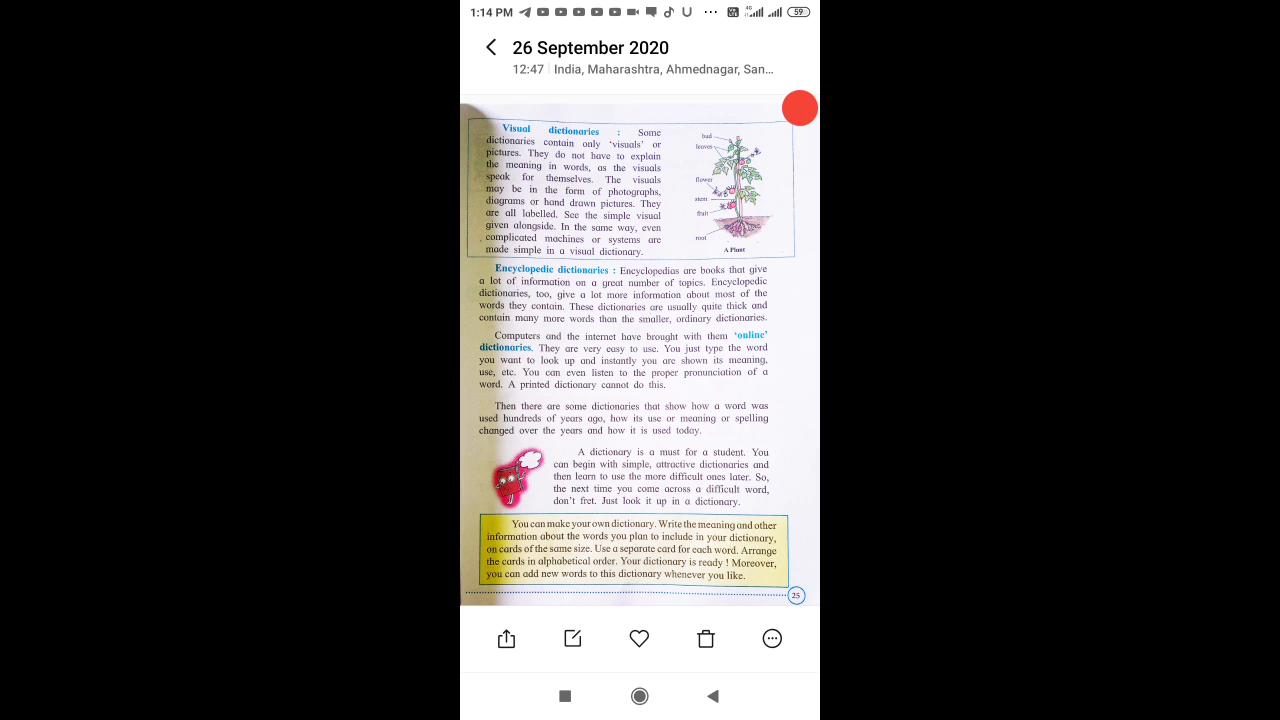 1:14 PM
59
26 September 2020
12:47 | India, Maharashtra, Ahmednagar, San...
Visual dictionaries : Some
dictionaries contain only ‘visuals’ or
pictures. They do not have to explain
the meaning in words, as the visuals
speak for themselves. The visuals
may be in the form of photographs,
diagrams or hand drawn pictures. They
are all labelled. See the simple visual
given alongside. In the same way, even
complicated machines or systems are
made simple in a visual dictionary.
bud
leaves
flower
stem
fruit
root
A Plant
Encyclopedic dictionaries : Encyclopedias are books that give
a lot of information on a great number of topics. Encyclopedic
dictionaries, too, give a lot more information about most of the
words they contain. These dictionaries are usually quite thick and
contain many more words than the smaller, ordinary dictionaries.
Computers and the internet have brought with them ‘online’
dictionaries. They are very easy to use. You just type the word
you want to look up and instantly you are shown its meaning,
use, etc. You can even listen to the proper pronunciation of a
word. A printed dictionary cannot do this.
Then there are some dictionaries that show how a word was
used hundreds of years ago, how its use or meaning or spelling
changed over the years and how it is used today.
A dictionary is a must for a student. You
can begin with simple, attractive dictionaries and
then learn to use the more difficult ones later. So,
the next time you come across a difficult word,
don’t fret. Just look it up in a dictionary.
You can make your own dictionary. Write the meaning and other
information about the words you plan to include in your dictionary,
on cards of the same size. Use a separate card for each word. Arrange
the cards in alphabetical order. Your dictionary is ready ! Moreover,
you can add new words to this dictionary whenever you like.
25